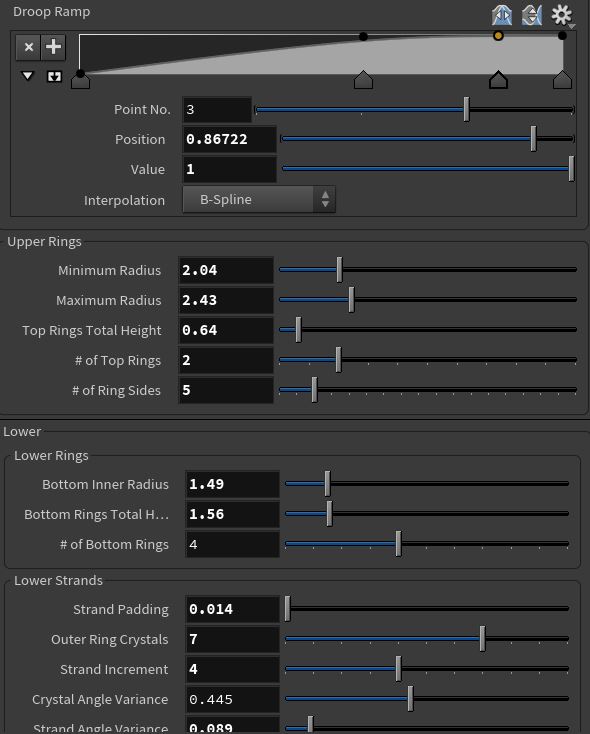 Droop Ramp
Point No. 3
Position 0.86722
Value 1
Interpolation B-Spline
Upper Rings
Minimum Radius 2.04
Maximum Radius 2.43
Top Rings Total Height 0.64
# of Top Rings 2
# of Ring Sides 5
Lower
Lower Rings
Bottom Inner Radius 1.49
Bottom Rings Total H... 1.56
# of Bottom Rings 4
Lower Strands
Strand Padding 0.014
Outer Ring Crystals 7
Strand Increment 4
Crystal Angle Variance 0.445
Strand Angle Variance 0.089